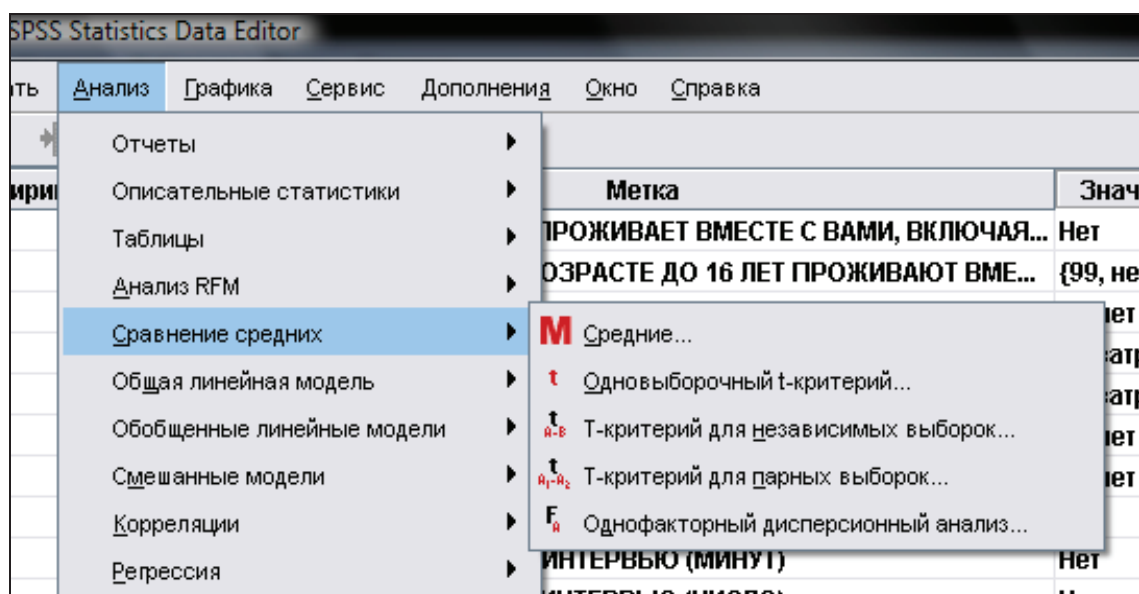 SPSS Statistics Data Editor
ть Анализ Графика Сервис Дополнения Окно Справка
Отчеты
Описательные статистики
Таблицы
Анализ RFM
Сравнение средних
Общая линейная модель
Обобщенные линейные модели
Смешанные модели
Корреляции
Регрессия
Средние...
Одновыборочный t-критерий...
T-критерий для независимых выборок...
T-критерий для парных выборок...
Однофакторный дисперсионный анализ...
ири Метка Знач
ПРОЖИВАЕТ ВМЕСТЕ С ВАМИ, ВКЛЮЧАЯ... Нет
ОЗРАСТЕ ДО 16 ЛЕТ ПРОЖИВАЮТ ВМЕ... {99, не
ИНТЕРВЬЮ (МИНУТ) Нет